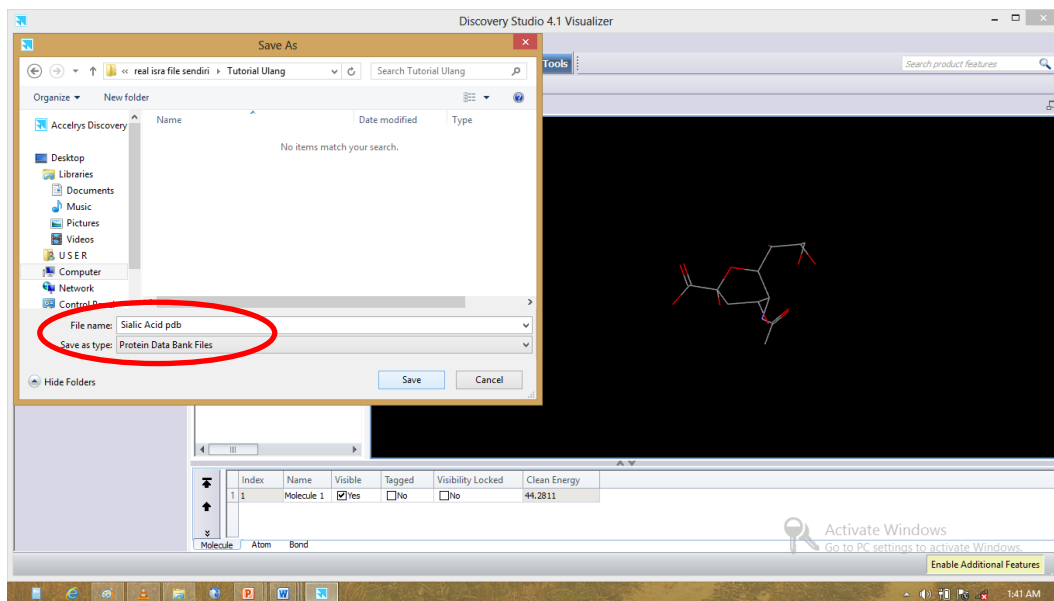 Discovery Studio 4.1 Visualizer
Save As
Tools
Search product features
« real isra file sendiri Tutorial Ulang
Search Tutorial Ulang
Organize
New folder
Name
Date modified
Type
No items match your search.
Accelrys Discovery
Desktop
Libraries
Documents
Music
Pictures
Videos
U S E R
Computer
Network
File name: Sialic Acid pdb
Save as type: Protein Data Bank Files
Hide Folders
Save
Cancel
Index Name Visible Tagged Visibility Locked Clean Energy
1 1 Molecule 1 Yes No No 44.2811
Molecule Atom Bond
Activate Windows
Go to PC settings to activate Windows.
Enable Additional Features
1:41 AM